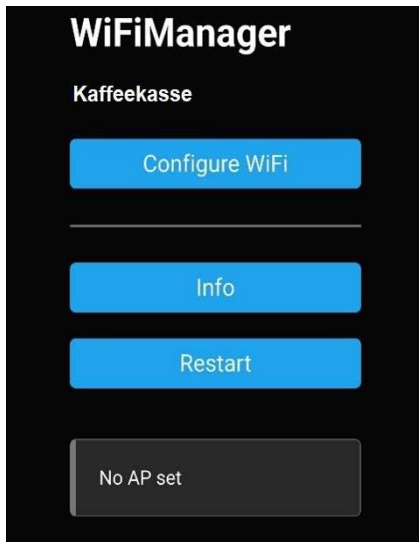 WiFiManager
Kaffeekasse
Configure WiFi
Info
Restart
No AP set